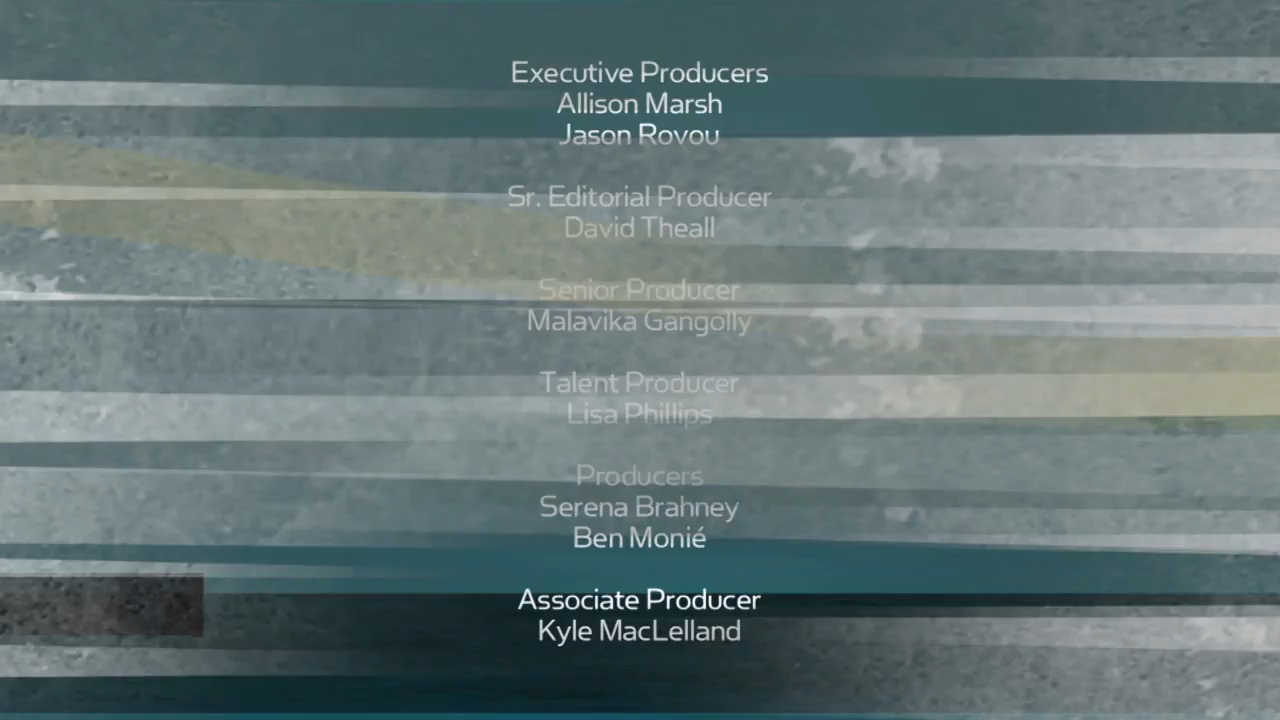 Executive Producers
Allison Marsh
Jason Rovou
Sr. Editorial Producer
David Theall
Senior Producer
Malavika Gangolly
Talent Producer
Lisa Phillips
Producers
Serena Brahney
Ben Monié
Associate Producer
Kyle MacLelland